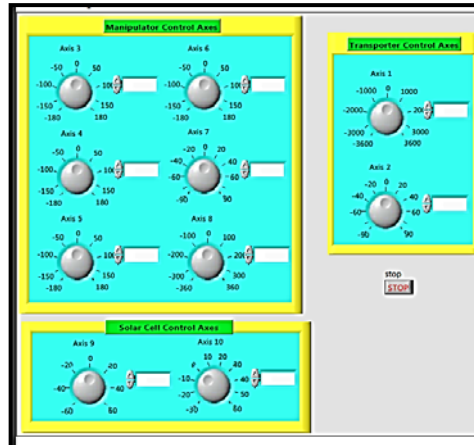 Manipulator Control Axes
Axis 3
-50 0 50
-100 100
-150 150
-180 180
Axis 6
-50 0 50
-100 100
-150 150
-180 180
Axis 4
-50 0 50
-100
-150 150
-180 180
Axis 7
-20 0 20
-40 40
-60 60
-90 90
Axis 5
-50 0 50
-100
-150 150
-180 180
Axis 8
-100 0 100
-200 200
-300 300
-360 360
Transporter Control Axes
Axis 1
-1000 0 1000
-2000
-3000 3000
-3600 3600
Axis 2
-20 0 20
-40 40
-60 60
-90 90
stop
STOP
Solar Cell Control Axes
Axis 9
-20 0 20
-40 40
-60
Axis 10
0 10 20
-10 30
-20 40
50
-30 60